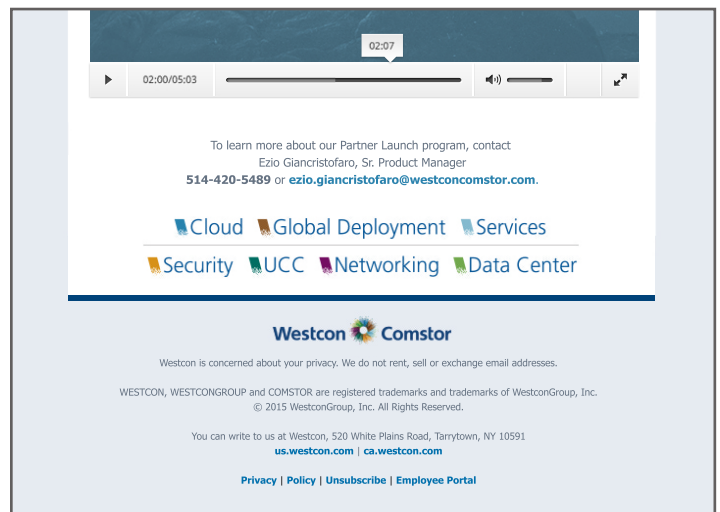 02:07
02:00/05:03
To learn more about our Partner Launch program, contact
Ezio Giancristofaro, Sr. Product Manager
514-420-5489 or ezio.giancristofaro@westconcomstor.com.
Cloud Global Deployment Services
Security UCC Networking Data Center
Westcon Comstor
Westcon is concerned about your privacy. We do not rent, sell or exchange email addresses.
WESTCON, WESTCONGROUP and COMSTOR are registered trademarks and trademarks of WestconGroup, Inc.
© 2015 WestconGroup, Inc. All Rights Reserved.
You can write to us at Westcon, 520 White Plains Road, Tarrytown, NY 10591
us.westcon.com | ca.westcon.com
Privacy | Policy | Unsubscribe | Employee Portal